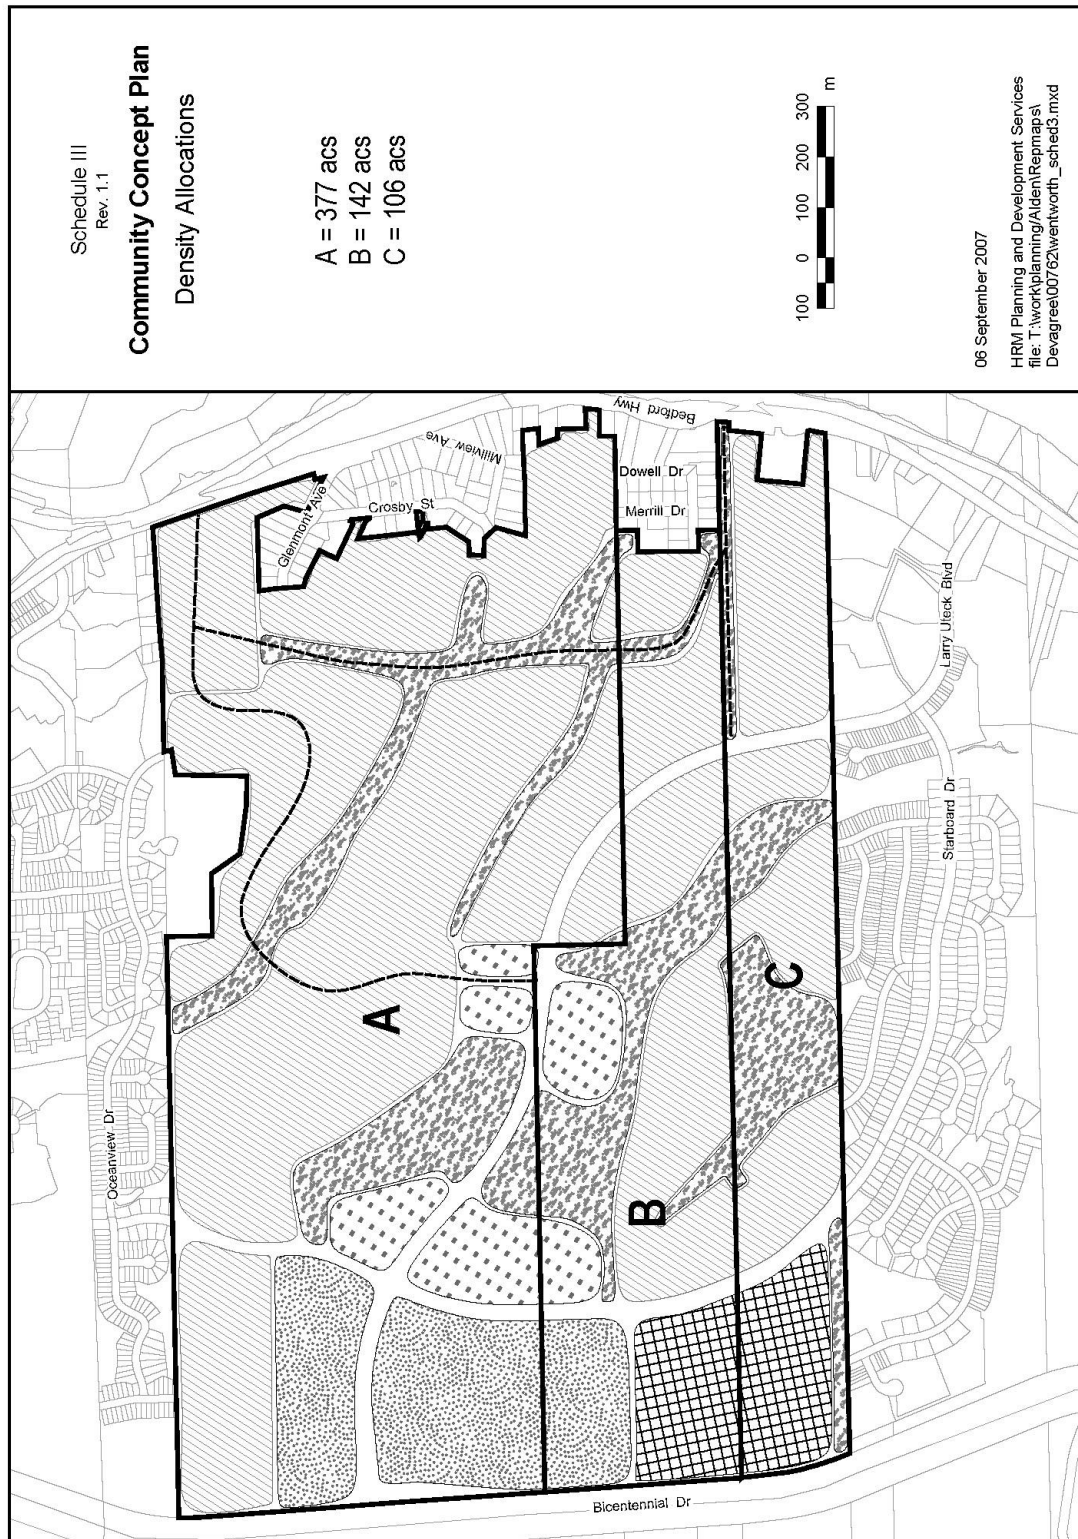 Schedule III
Rev. 1.1
Community Concept Plan
Density Allocations
A = 377 acs
B = 142 acs
C = 106 acs
100 0 100 200 300
m
06 September 2007
HRM Planning and Development Services
file: T:\work\planning\Alden\Repmaps\
Devagree\00762\wentworth_sched3.mxd
Bedford Hwy
Millview Ave
Crosby St
Glenmont Ave
Dowell Dr
Merrill Dr
Larry Uteck Blvd
Starboard Dr
Oceanview Dr
Bicentennial Dr
A
B
C